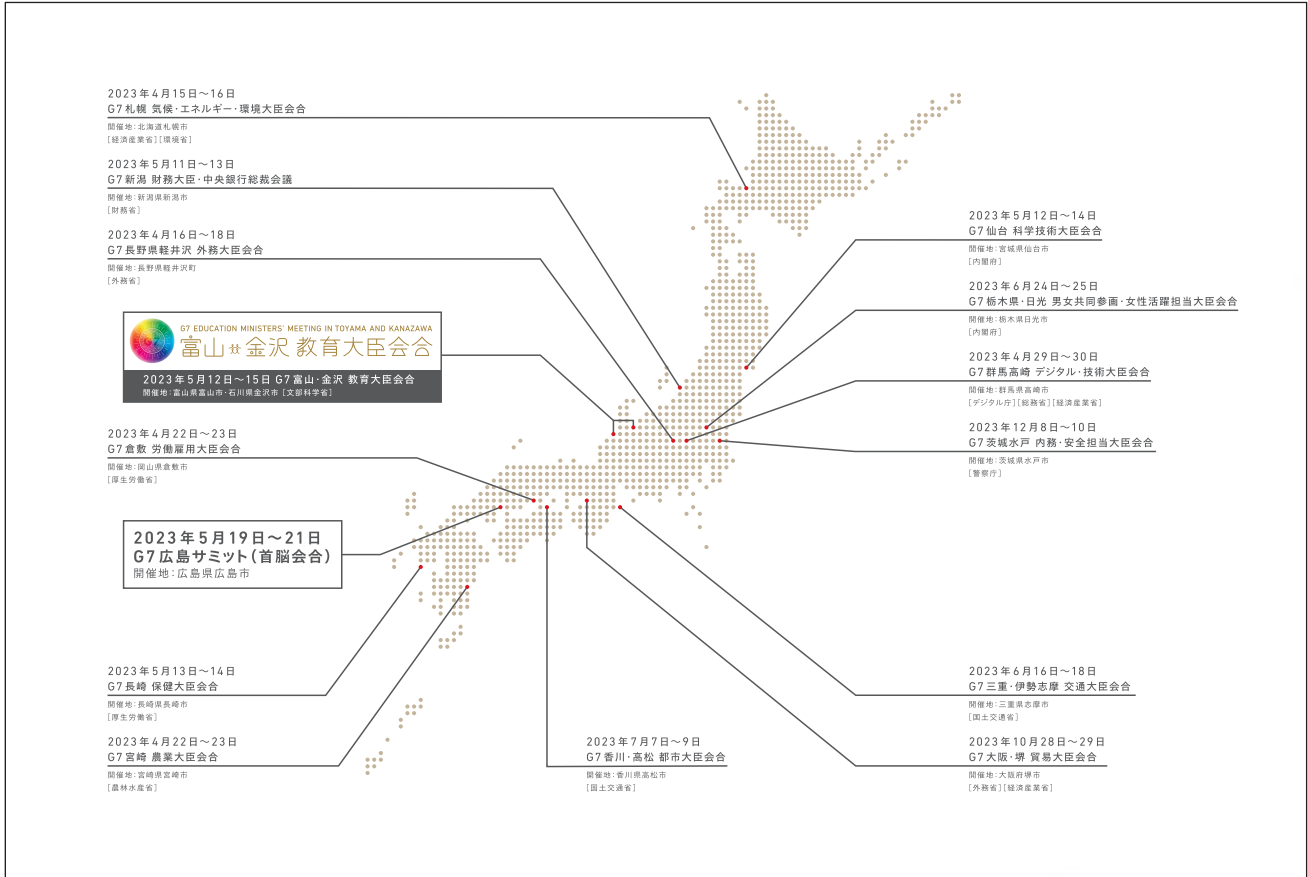 2023年4月15日～16日
G7札幌 気候・エネルギー・環境大臣会合
開催地：北海道札幌市
［経済産業省］［環境省］
2023年5月11日～13日
G7新潟 財務大臣・中央銀行総裁会議
開催地：新潟県新潟市
［財務省］
2023年4月16日～18日
G7長野県軽井沢 外務大臣会合
開催地：長野県軽井沢町
［外務省］
G7
G7 EDUCATION MINISTERS' MEETING IN TOYAMA AND KANAZAWA
富山 金沢 教育大臣会合
2023年5月12日～15日 G7富山・金沢 教育大臣会合
開催地：富山県富山市・石川県金沢市［文部科学省］
2023年4月22日～23日
G7倉敷 労働雇用大臣会合
開催地：岡山県倉敷市
［厚生労働省］
2023年5月19日～21日
G7広島サミット（首脳会合）
開催地：広島県広島市
2023年5月13日～14日
G7長崎 保健大臣会合
開催地：長崎県長崎市
［厚生労働省］
2023年4月22日～23日
G7宮崎 農業大臣会合
開催地：宮崎県宮崎市
［農林水産省］
2023年7月7日～9日
G7香川・高松 都市大臣会合
開催地：香川県高松市
［国土交通省］
2023年5月12日～14日
G7仙台 科学技術大臣会合
開催地：宮城県仙台市
［内閣府］
2023年6月24日～25日
G7栃木県・日光 男女共同参画・女性活躍担当大臣会合
開催地：栃木県日光市
［内閣府］
2023年4月29日～30日
G7群馬高崎 デジタル・技術大臣会合
開催地：群馬県高崎市
［デジタル庁］［総務省］［経済産業省］
2023年12月8日～10日
G7茨城水戸 内務・安全担当大臣会合
開催地：茨城県水戸市
［警察庁］
2023年6月16日～18日
G7三重・伊勢志摩 交通大臣会合
開催地：三重県志摩市
［国土交通省］
2023年10月28日～29日
G7大阪・堺 貿易大臣会合
開催地：大阪府堺市
［外務省］［経済産業省］